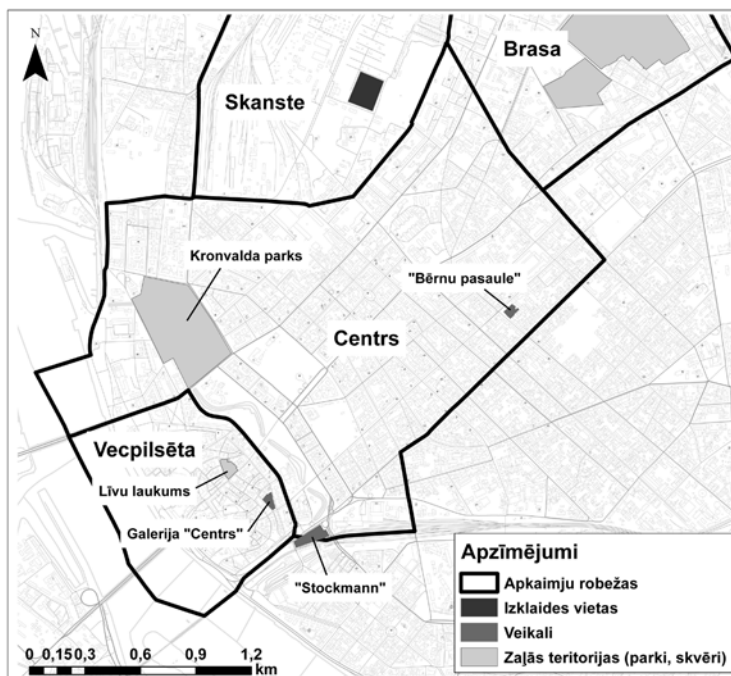 N
Brasa
Skanste
Kronvalda parks
"Bērnu pasaule"
Centrs
Vecpilsēta
Līvu laukums
Galerija "Centrs"
"Stockmann"
Apzīmējumi
Apkaimju robežas
Izklaides vietas
Veikali
Zaļās teritorijas (parki, skvēri)
0 0,15 0,3 0,6 0,9 1,2
km